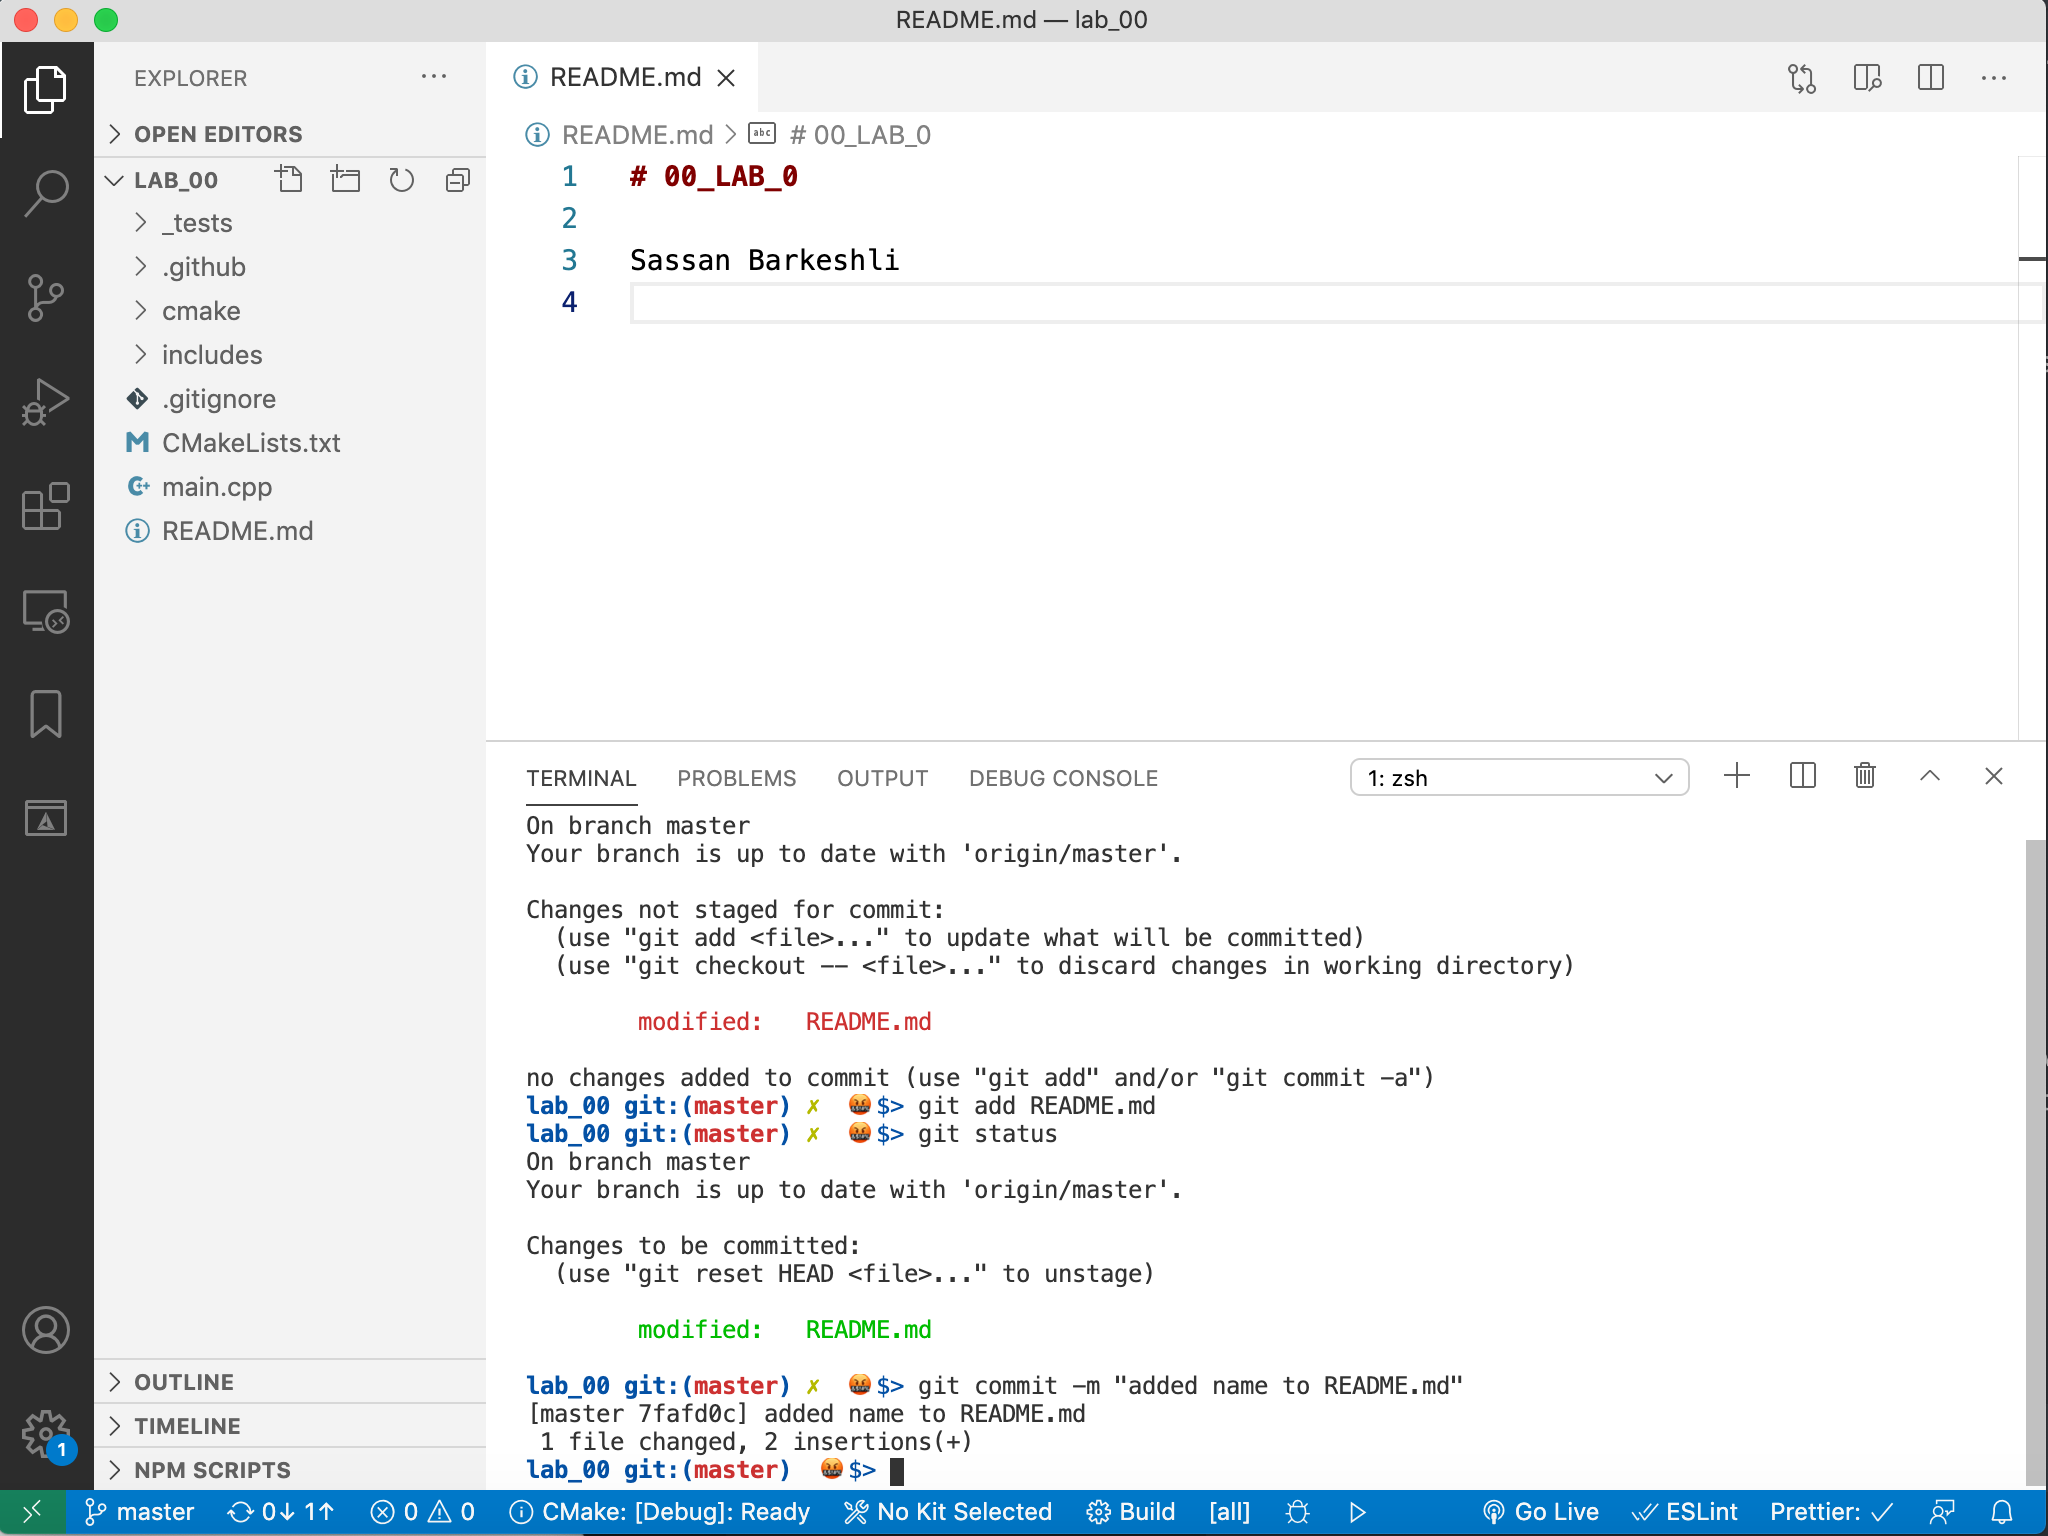 README.md — lab_00
EXPLORER
OPEN EDITORS
LAB_00
_tests
.github
cmake
includes
.gitignore
CMakeLists.txt
main.cpp
README.md
OUTLINE
TIMELINE
NPM SCRIPTS
1
README.md
README.md > abc # 00_LAB_0
1 # 00_LAB_0
2
3 Sassan Barkeshli
4
TERMINAL PROBLEMS OUTPUT DEBUG CONSOLE 1: zsh
On branch master
Your branch is up to date with 'origin/master'.
Changes not staged for commit:
(use "git add <file>..." to update what will be committed)
(use "git checkout -- <file>..." to discard changes in working directory)
modified: README.md
no changes added to commit (use "git add" and/or "git commit -a")
lab_00 git:(master) ✗ 🤬$> git add README.md
lab_00 git:(master) ✗ 🤬$> git status
On branch master
Your branch is up to date with 'origin/master'.
Changes to be committed:
(use "git reset HEAD <file>..." to unstage)
modified: README.md
lab_00 git:(master) ✗ 🤬$> git commit -m "added name to README.md"
[master 7fafd0c] added name to README.md
1 file changed, 2 insertions(+)
lab_00 git:(master) 🤬$>
master 0↓ 1↑ 0 0 CMake: [Debug]: Ready No Kit Selected Build [all] Go Live ESLint Prettier: ✓